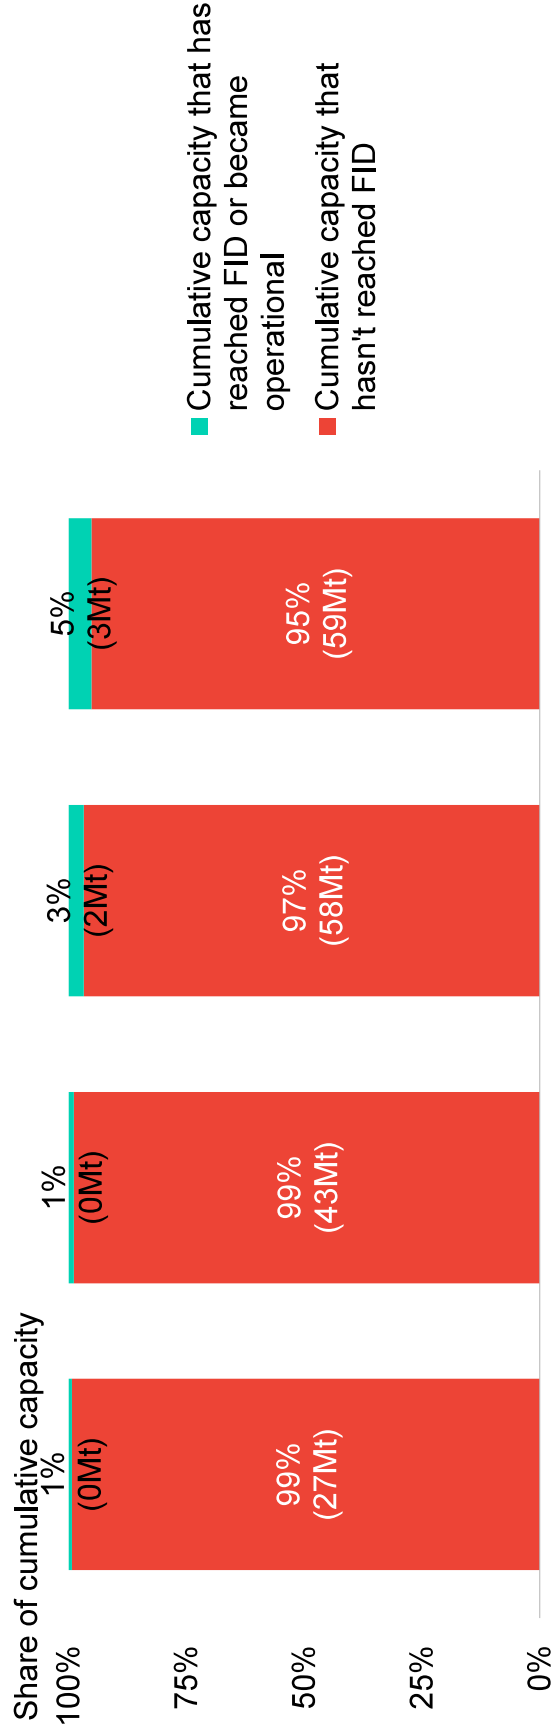 Share of cumulative capacity
100%
75%
50%
25%
0%
1%
(0Mt)
99%
(27Mt)
1%
(0Mt)
99%
(43Mt)
3%
(2Mt)
97%
(58Mt)
5%
(3Mt)
95%
(59Mt)
Cumulative capacity that has
reached FID or became
operational
Cumulative capacity that
hasn't reached FID